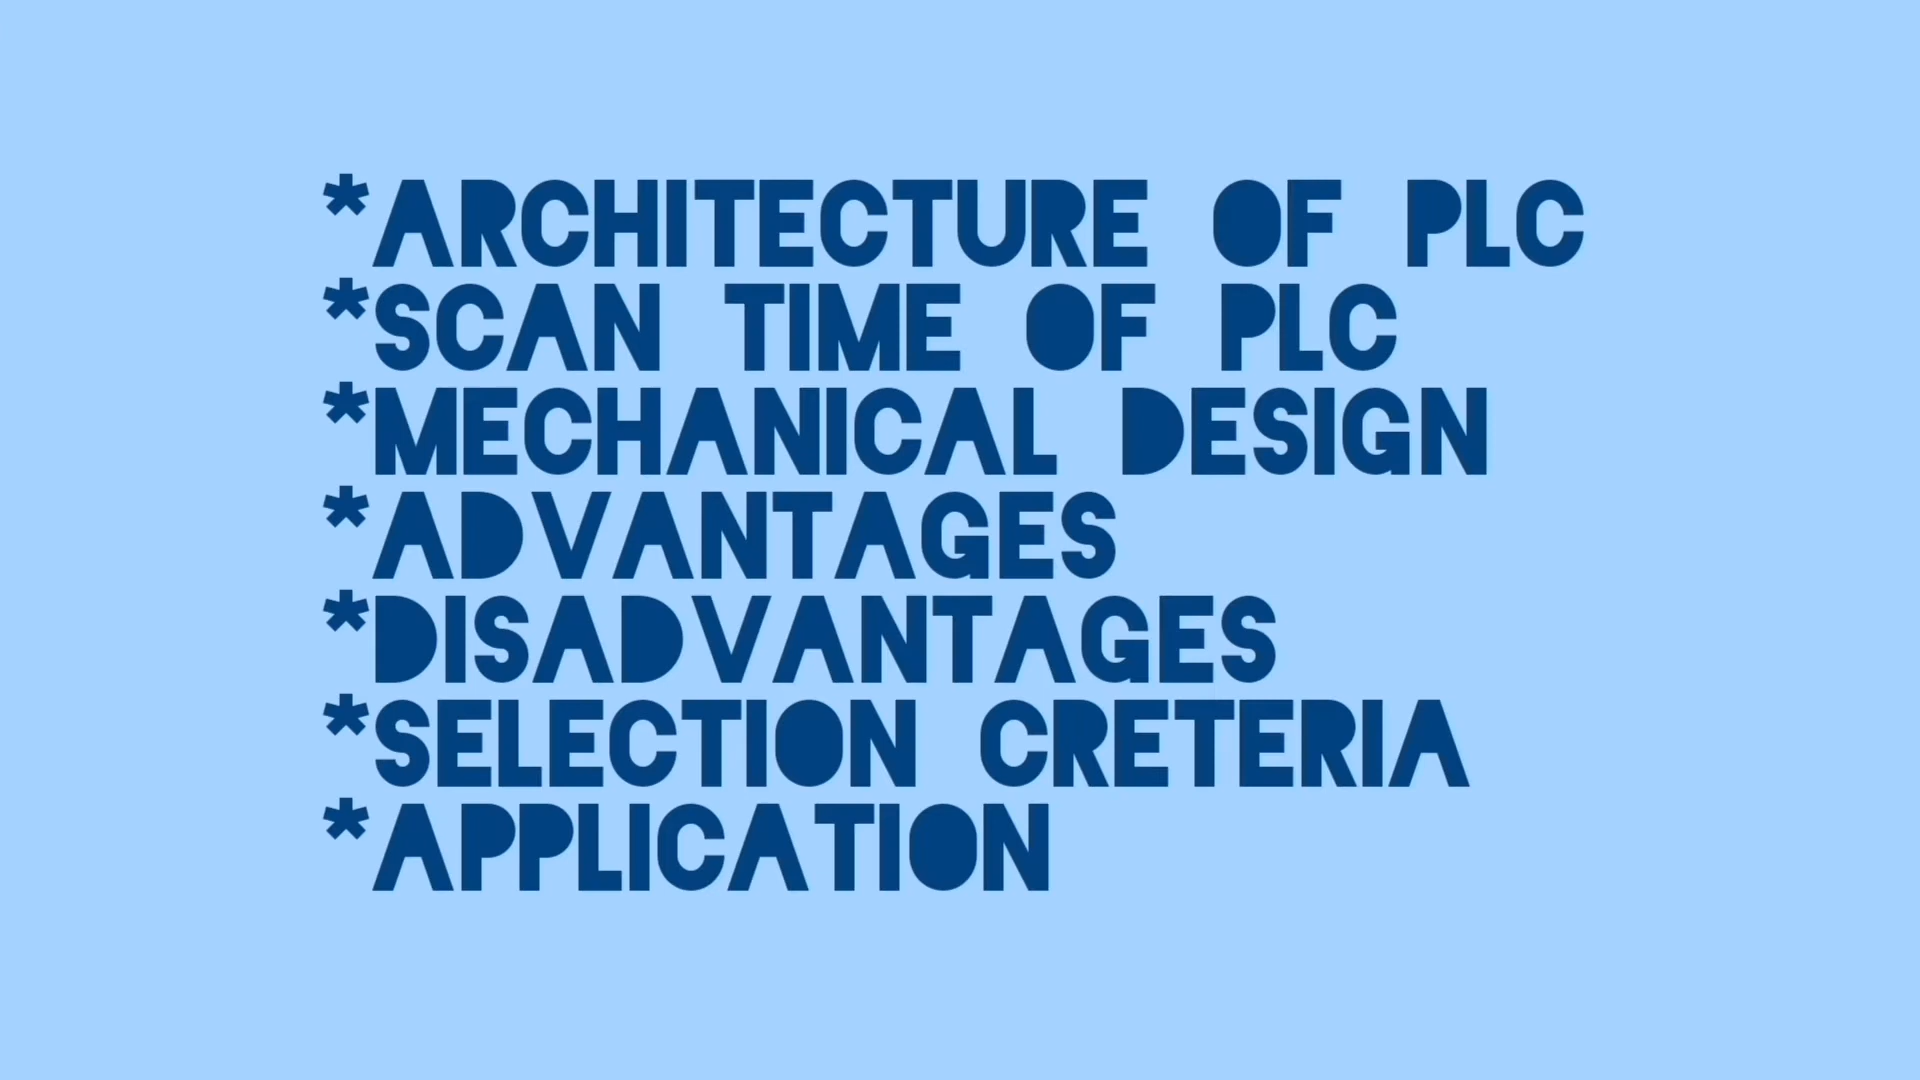 *ARCHITECTURE OF PLC
*SCAN TIME OF PLC
*MECHANICAL DESIGN
*ADVANTAGES
*DISADVANTAGES
*SELECTION CRETERIA
*APPLICATION